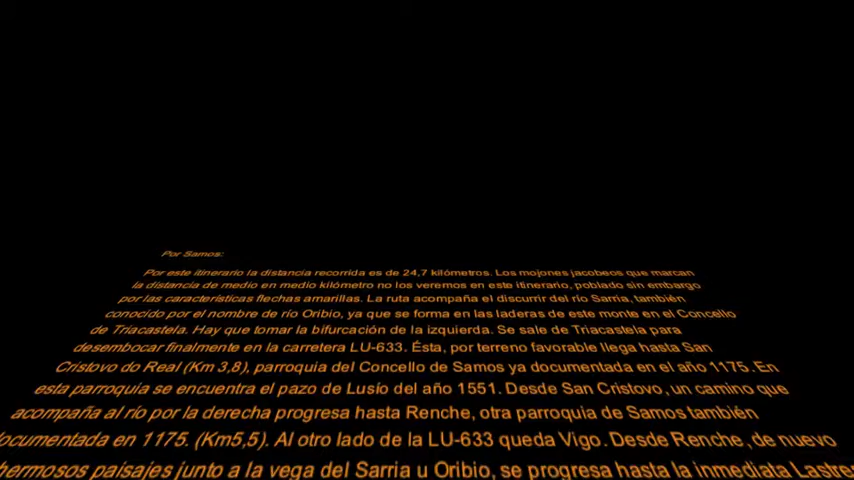 Por Samos:
Por este itinerario la distancia recorrida es de 24,7 kilómetros. Los mojones jacobeos que marcan
la distancia de medio en medio kilómetro no los veremos en este itinerario, poblado sin embargo
por las características flechas amarillas. La ruta acompaña el discurrir del río Sarria, también
conocido por el nombre de río Oribio, ya que se forma en las laderas de este monte en el Concello
de Triacastela. Hay que tomar la bifurcación de la izquierda. Se sale de Triacastela para
desembocar finalmente en la carretera LU-633. Ésta, por terreno favorable llega hasta San
Cristovo do Real (Km 3,8), parroquia del Concello de Samos ya documentada en el año 1175. En
esta parroquia se encuentra el pazo de Lusío del año 1551. Desde San Cristovo, un camino que
acompaña al río por la derecha progresa hasta Renche, otra parroquia de Samos también
documentada en 1175. (Km5,5). Al otro lado de la LU-633 queda Vigo. Desde Renche, de nuevo
hermosos paisajes junto a la vega del Sarria u Oribio, se progresa hasta la inmediata Lastre